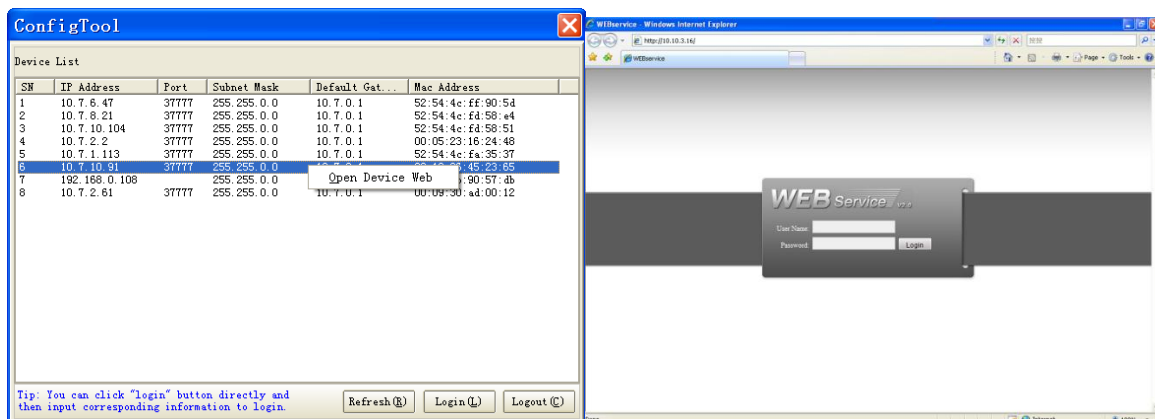 ConfigTool
Device List
SN IP Address Port Subnet Mask Default Gat... Mac Address
1 10.7.6.47 37777 255.255.0.0 10.7.0.1 52:54:4c:ff:90:5d
2 10.7.8.21 37777 255.255.0.0 10.7.0.1 52:54:4c:fd:58:e4
3 10.7.10.104 37777 255.255.0.0 10.7.0.1 52:54:4c:fd:58:51
4 10.7.2.2 37777 255.255.0.0 10.7.0.1 00:05:23:16:24:48
5 10.7.1.113 37777 255.255.0.0 10.7.0.1 52:54:4c:fa:35:37
6 10.7.10.91 37777 255.255.0.0 :45:23:65
Open Device Web
7 192.168.0.108 255.255.0.0 :90:57:db
8 10.7.2.61 37777 255.255.0.0 10.7.0.1 00:09:30:ad:00:12
Tip: You can click "login" button directly and
then input corresponding information to login.
Refresh(R) Login(L) Logout(C)
WEBservice - Windows Internet Explorer
http://10.10.3.16/
WEBservice
Page Tools
WEB Service
User Name:
Password:
Login
Internet